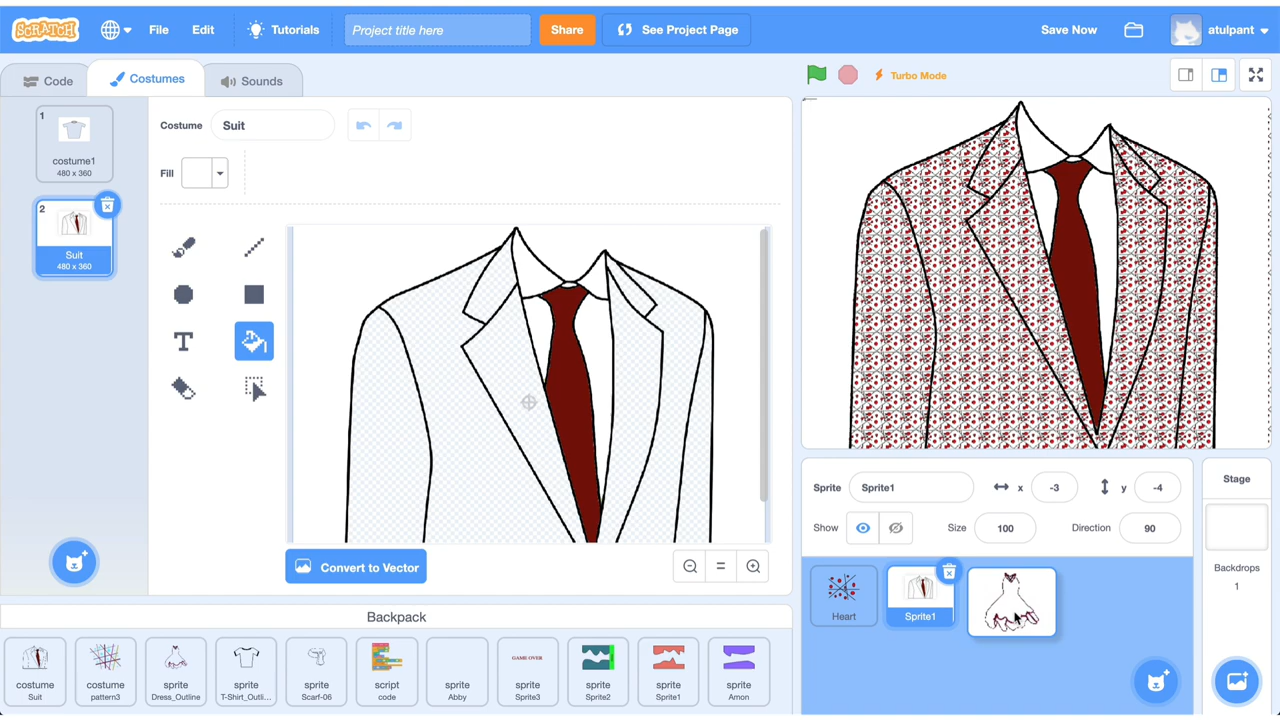 SCRATCH
File
Edit
Tutorials
Project title here
Share
See Project Page
Save Now
atulpant
Code
Costumes
Sounds
Turbo Mode
1
costume1
480 x 360
2
Suit
480 x 360
Costume
Suit
Fill
T
Convert to Vector
Sprite
Sprite1
x
-3
y
-4
Show
Size
100
Direction
90
Stage
Backdrops
1
Heart
Sprite1
Backpack
costume
Suit
costume
pattern3
sprite
Dress_Outline
sprite
T-Shirt_Outli...
sprite
Scarf-06
script
code
sprite
Abby
GAME OVER
sprite
Sprite3
sprite
Sprite2
sprite
Sprite1
sprite
Amon